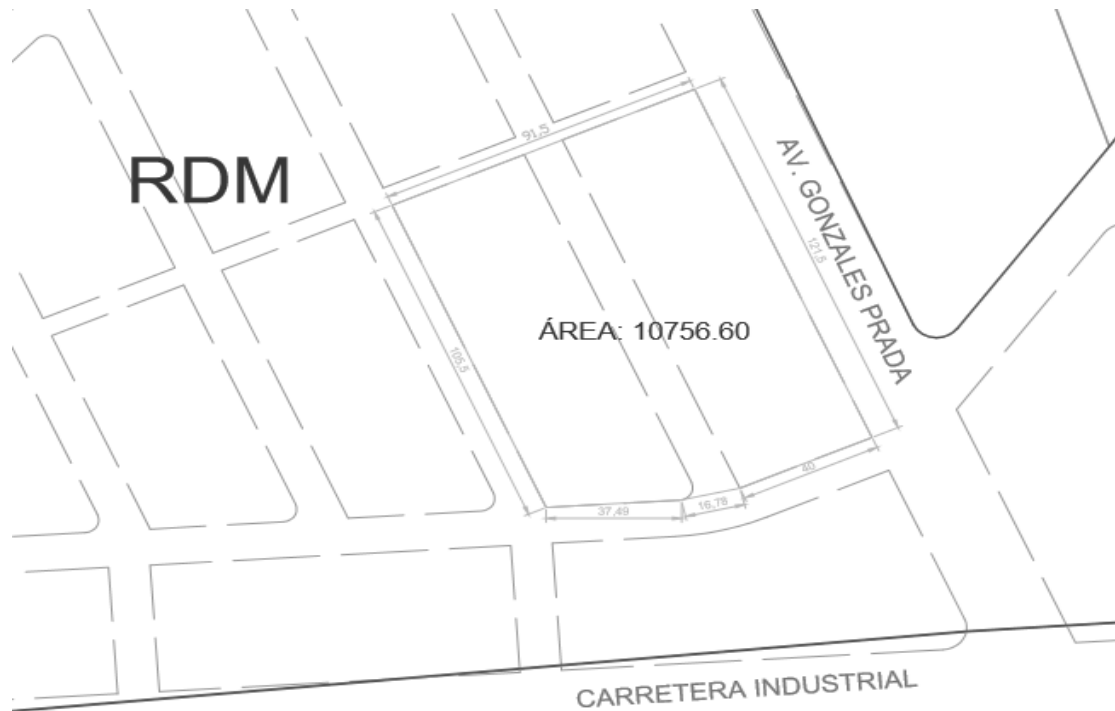 91,5
RDM
AV. GONZALES PRADA
121,5
ÁREA: 10756.60
105,5
40
16,78
37,49
CARRETERA INDUSTRIAL